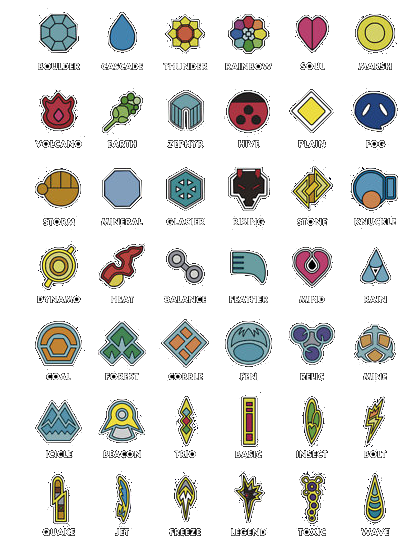 BOULDER CASCADE THUNDER RAINBOW SOUL MARSH
VOLCANO EARTH ZEPHYR HIVE PLAIN FOG
STORM MINERAL GLACIER RISING STONE KNUCKLE
DYNAMO HEAT BALANCE FEATHER MIND RAIN
COAL FOREST COBBLE FEN RELIC MINE
ICICLE BEACON TRIO BASIC INSECT BOLT
QUAKE JET FREEZE LEGEND TOXIC WAVE